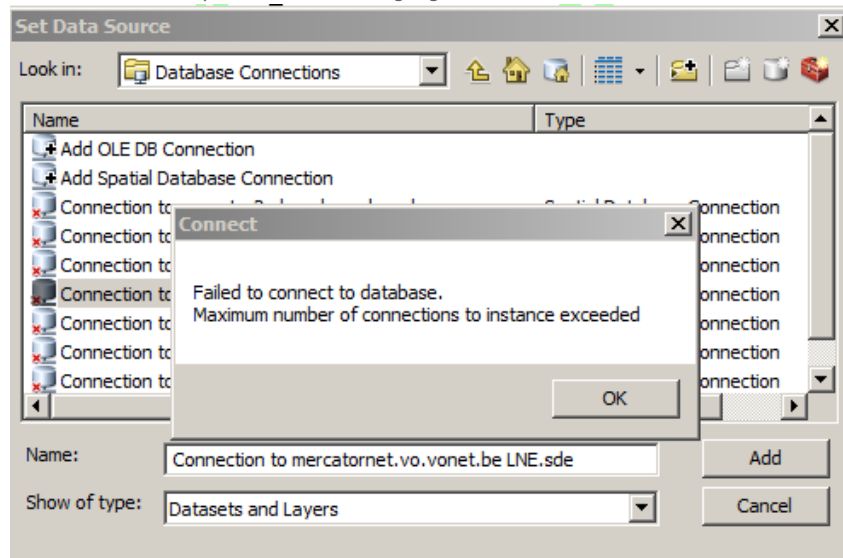 Set Data Source
Look in: Database Connections
Name Type
Add OLE DB Connection
Add Spatial Database Connection
Connection to Connection
Connection to onnection
Connection to onnection
Connection to onnection
Connection to onnection
Connection to onnection
Connection to onnection
Connect
Failed to connect to database.
Maximum number of connections to instance exceeded
OK
Name: Connection to mercatornet.vo.vonet.be LNE.sde Add
Show of type: Datasets and Layers Cancel